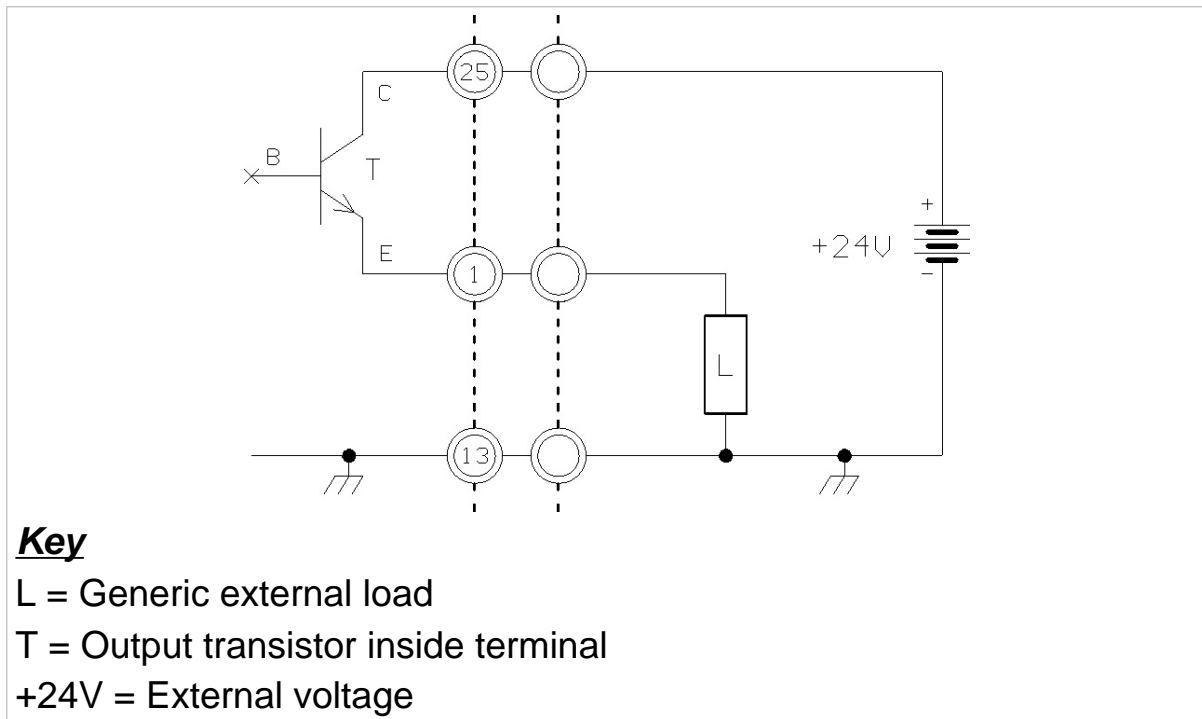 25
C
B
T
+
+24V
E
1
-
L
13
Key
L = Generic external load
T = Output transistor inside terminal
+24V = External voltage